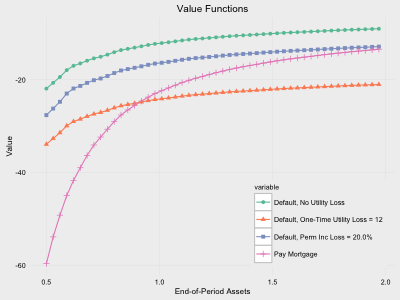 Value Functions
Value
-20
-40
-60
variable
Default, No Utility Loss
Default, One-Time Utility Loss = 12
Default, Perm Inc Loss = 20.0%
Pay Mortgage
0.5
1.0
1.5
2.0
End-of-Period Assets